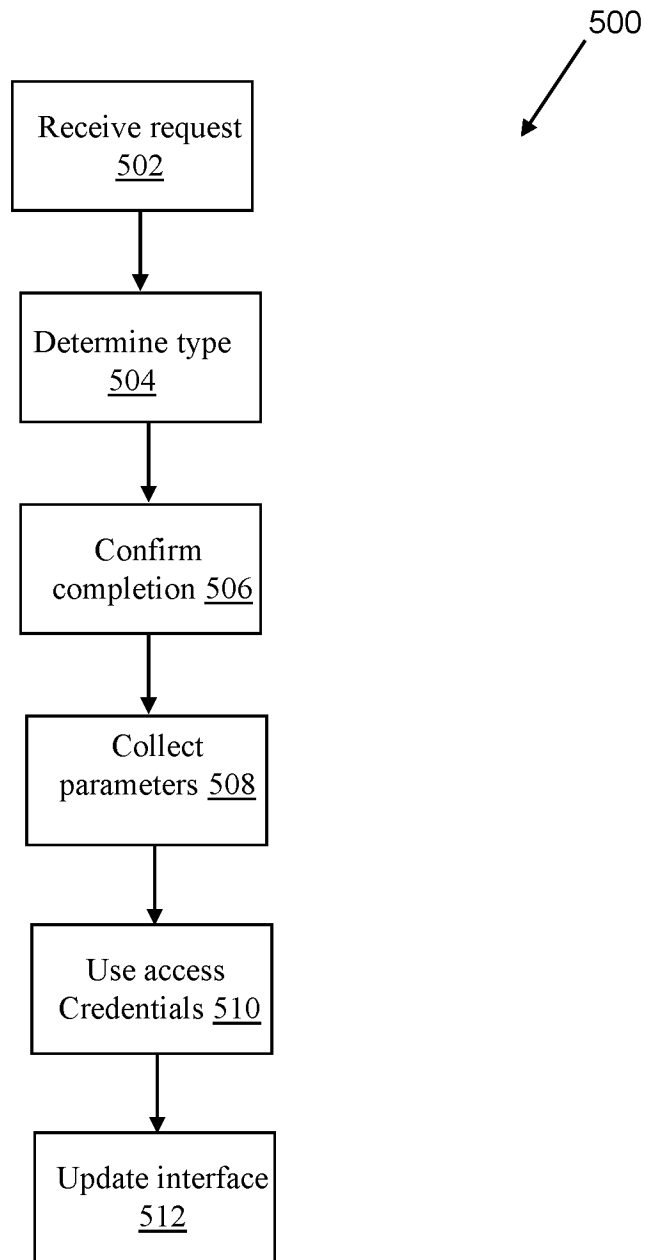 500
Receive request
502
Determine type
504
Confirm
completion 506
Collect
parameters 508
Use access
Credentials 510
Update interface
512